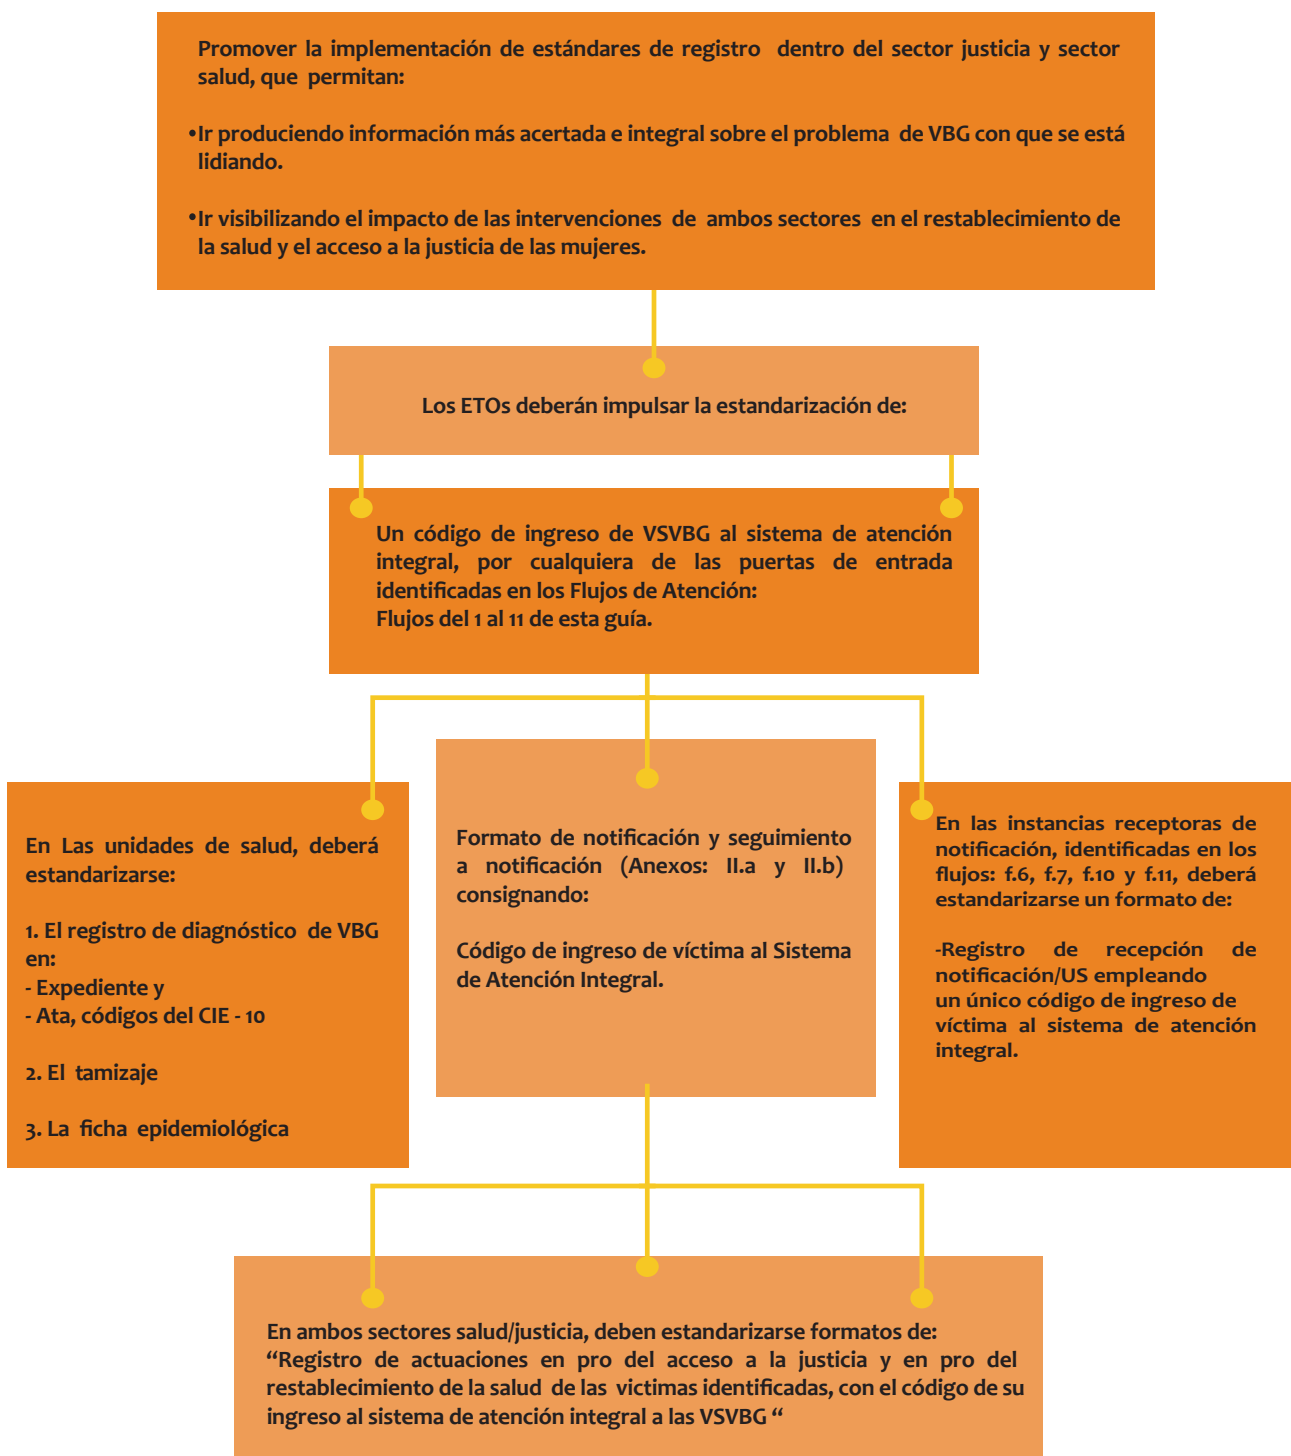 Promover la implementación de estándares de registro dentro del sector justicia y sector
salud, que permitan:
•Ir produciendo información más acertada e integral sobre el problema de VBG con que se está
lidiando.
•Ir visibilizando el impacto de las intervenciones de ambos sectores en el restablecimiento de
la salud y el acceso a la justicia de las mujeres.
Los ETOs deberán impulsar la estandarización de:
Un código de ingreso de VSVBG al sistema de atención
integral, por cualquiera de las puertas de entrada
identificadas en los Flujos de Atención:
Flujos del 1 al 11 de esta guía.
En Las unidades de salud, deberá
estandarizarse:
1. El registro de diagnóstico de VBG
en:
- Expediente y
- Ata, códigos del CIE - 10
2. El tamizaje
3. La ficha epidemiológica
Formato de notificación y seguimiento
a notificación (Anexos: II.a y II.b)
consignando:
Código de ingreso de víctima al Sistema
de Atención Integral.
En las instancias receptoras de
notificación, identificadas en los
flujos: f.6, f.7, f.10 y f.11, deberá
estandarizarse un formato de:
-Registro de recepción de
notificación/US empleando
un único código de ingreso de
víctima al sistema de atención
integral.
En ambos sectores salud/justicia, deben estandarizarse formatos de:
“Registro de actuaciones en pro del acceso a la justicia y en pro del
restablecimiento de la salud de las victimas identificadas, con el código de su
ingreso al sistema de atención integral a las VSVBG “